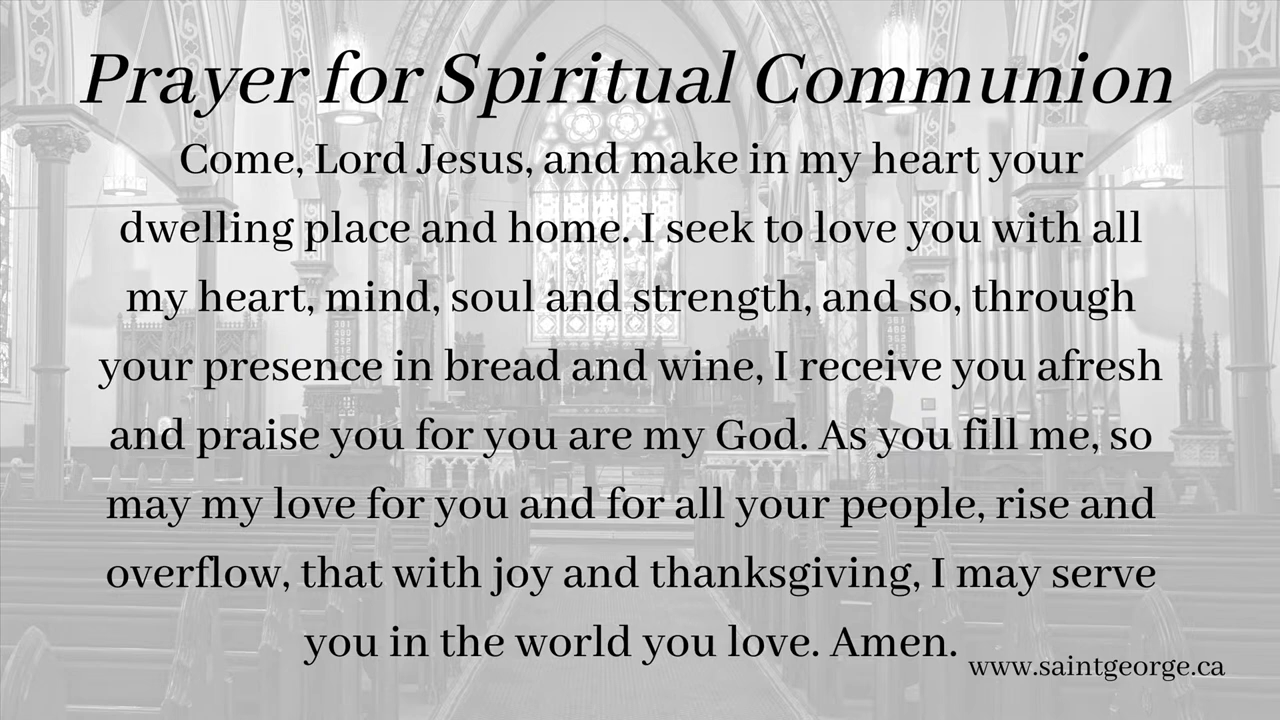 Prayer for Spiritual Communion
Come, Lord Jesus, and make in my heart your
dwelling place and home. I seek to love you with all
my heart, mind, soul and strength, and so, through
your presence in bread and wine, I receive you afresh
and praise you for you are my God. As you fill me, so
may my love for you and for all your people, rise and
overflow, that with joy and thanksgiving, I may serve
you in the world you love. Amen.
www.saintgeorge.ca